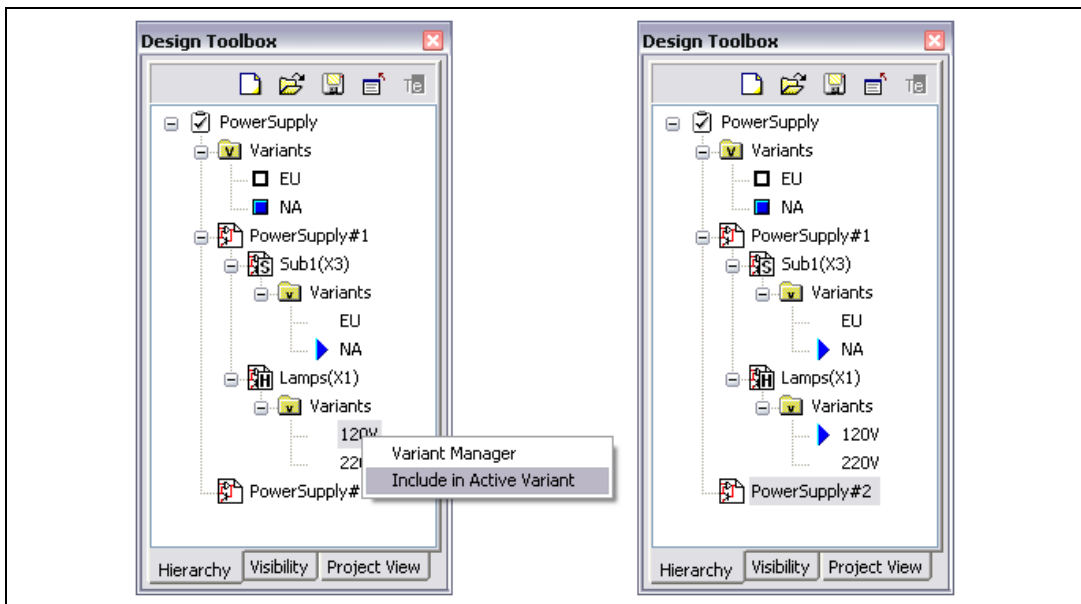 Design Toolbox
PowerSupply
Variants
EU
NA
PowerSupply#1
Sub1(X3)
Variants
EU
NA
Lamps(X1)
Variants
120V
22
PowerSupply#
Variant Manager
Include in Active Variant
Hierarchy Visibility Project View
Design Toolbox
PowerSupply
Variants
EU
NA
PowerSupply#1
Sub1(X3)
Variants
EU
NA
Lamps(X1)
Variants
120V
220V
PowerSupply#2
Hierarchy Visibility Project View